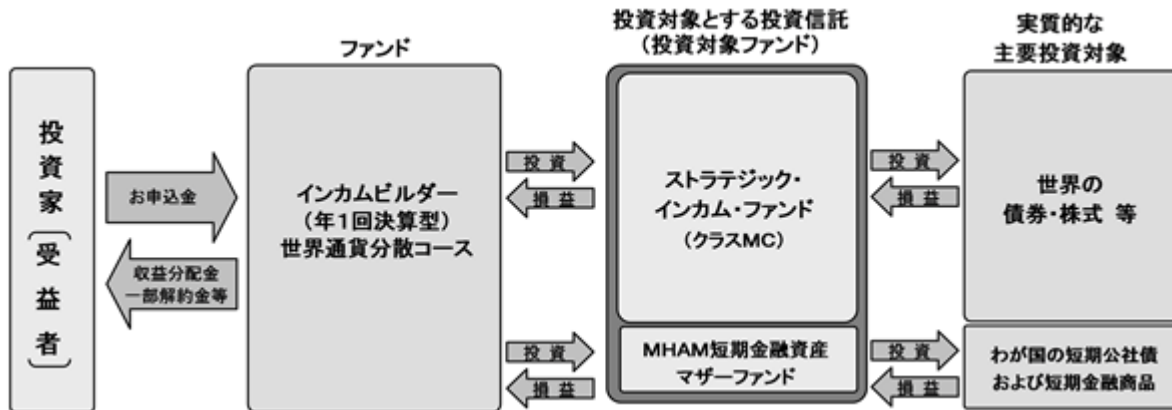 ファンド
投資対象とする投資信託
(投資対象ファンド)
実質的な
主要投資対象
投資家(受益者)
お申込金
収益分配金
一部解約金等
インカムビルダー
(年1回決算型)
世界通貨分散コース
投資
損益
ストラテジック・
インカム・ファンド
(クラスMC)
投資
損益
世界の
債券・株式 等
投資
損益
MHAM短期金融資産
マザーファンド
投資
損益
わが国の短期公社債
および短期金融商品